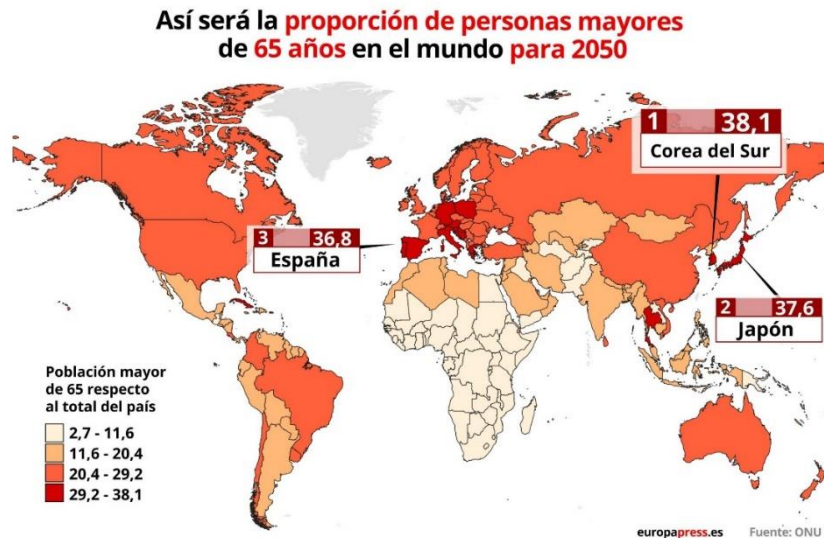 Así será la proporción de personas mayores
de 65 años en el mundo para 2050
1 38,1
Corea del Sur
3 36,8
España
2 37,6
Japón
Población mayor
de 65 respecto
al total del país
2,7 - 11,6
11,6 - 20,4
20,4 - 29,2
29,2 - 38,1
europapress.es Fuente: ONU